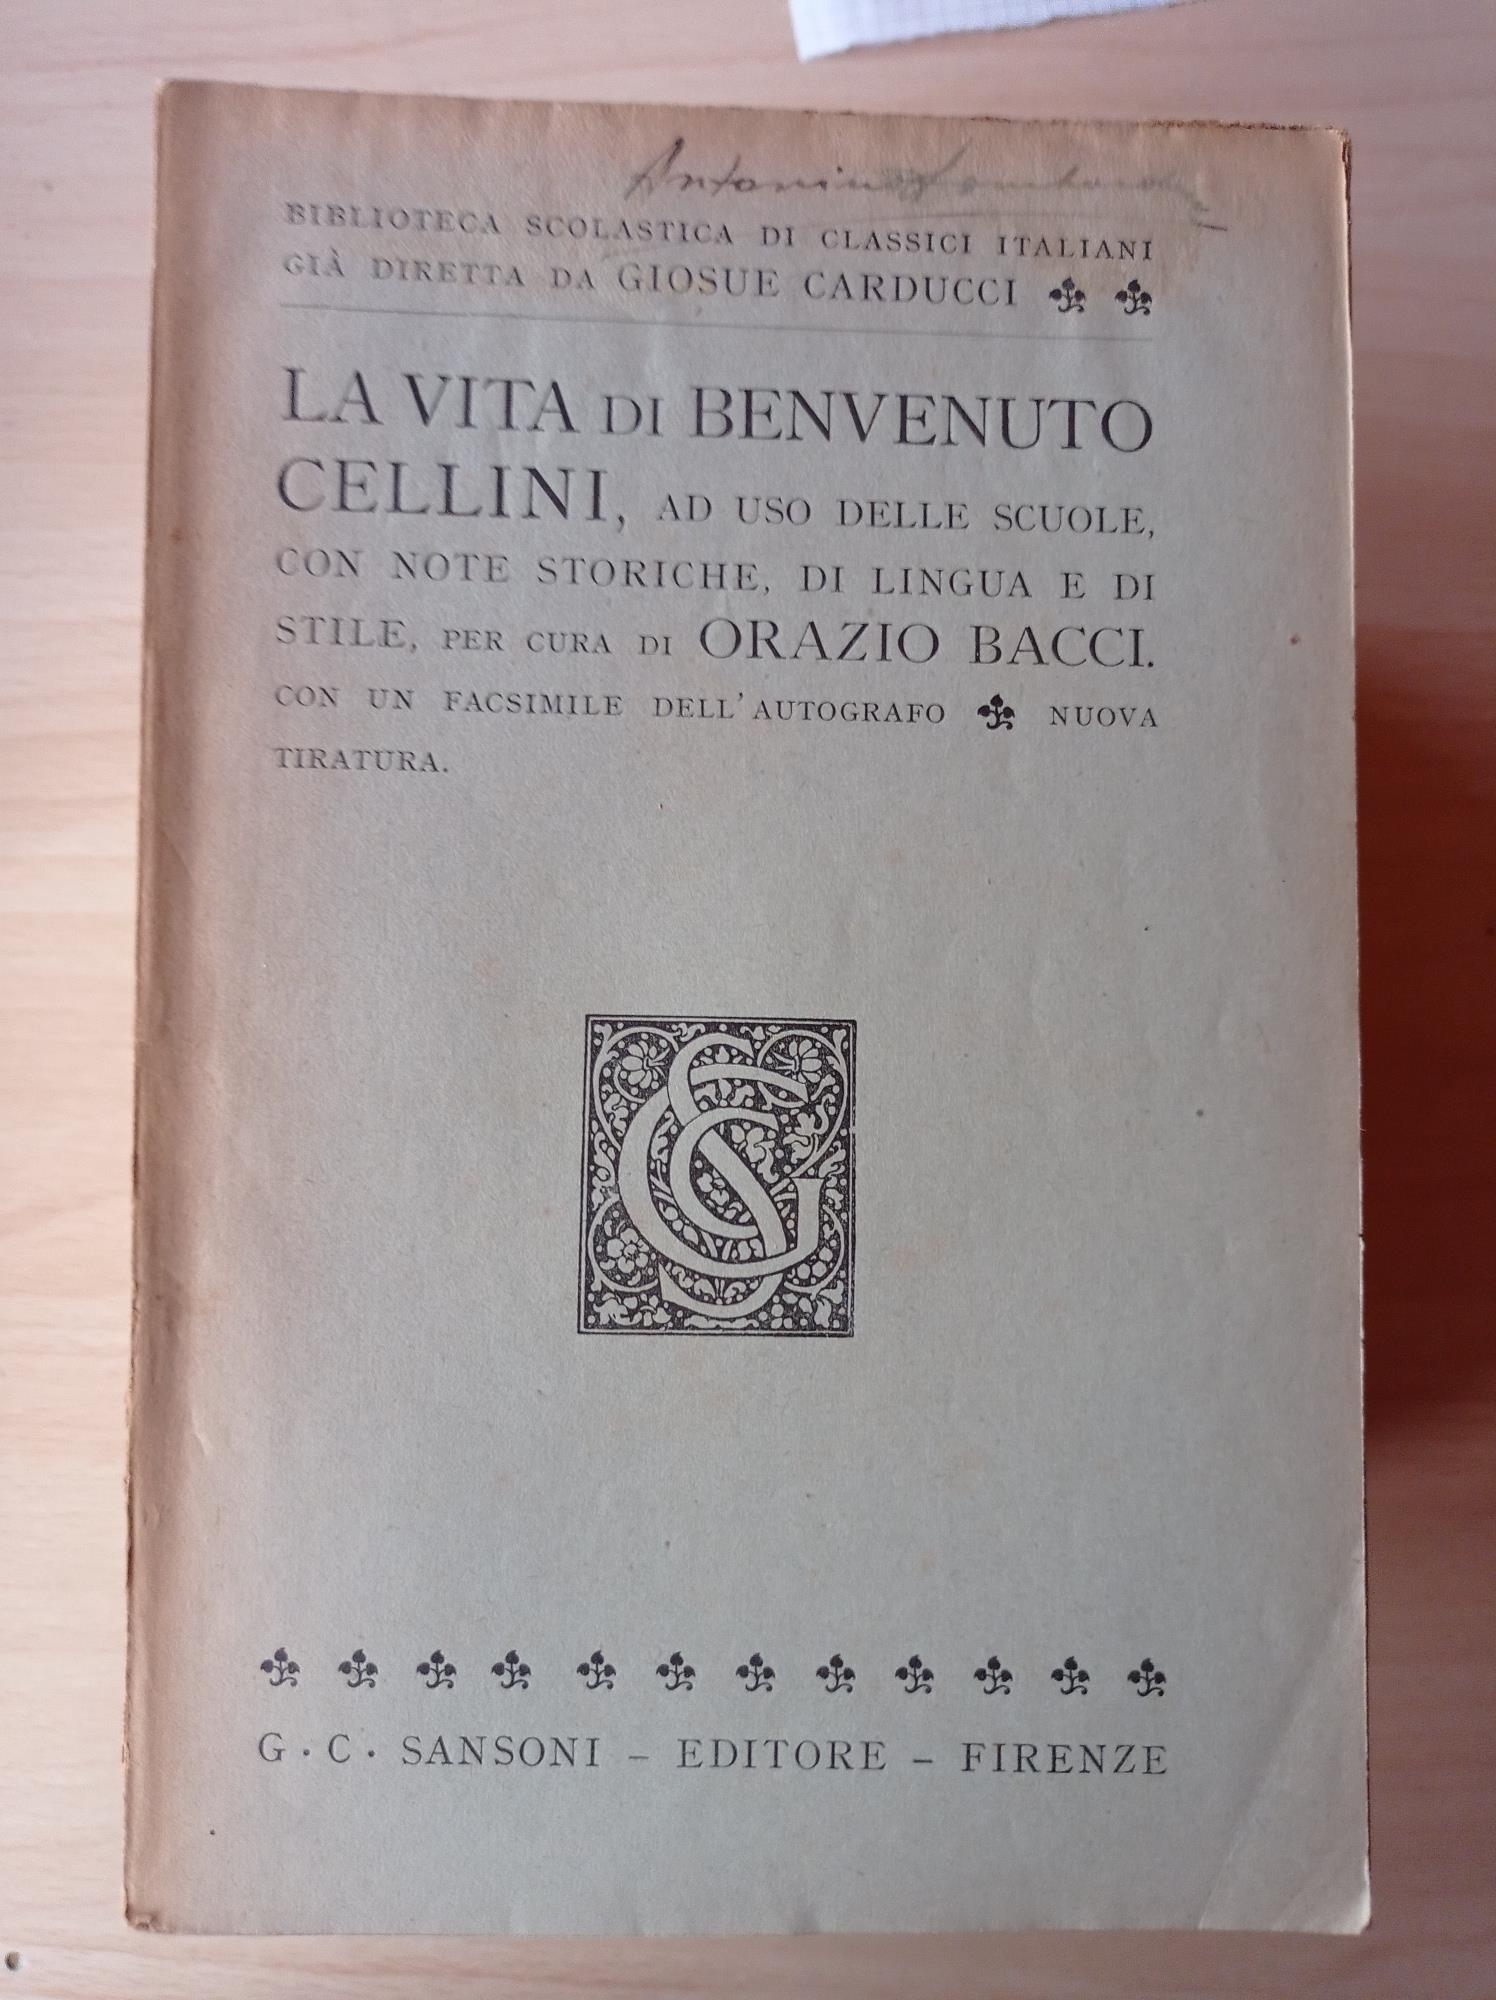 Antonino
BIBLIOTECA SCOLASTICA DI CLASSICI ITALIANI
GIÀ DIRETTA DA GIOSUE CARDUCCI
LA VITA DI BENVENUTO
CELLINI, AD USO DELLE SCUOLE,
CON NOTE STORICHE, DI LINGUA E DI
STILE, PER CURA DI ORAZIO BACCI.
CON UN FACSIMILE DELL'AUTOGRAFO NUOVA
TIRATURA.
G · C · SANSONI – EDITORE – FIRENZE